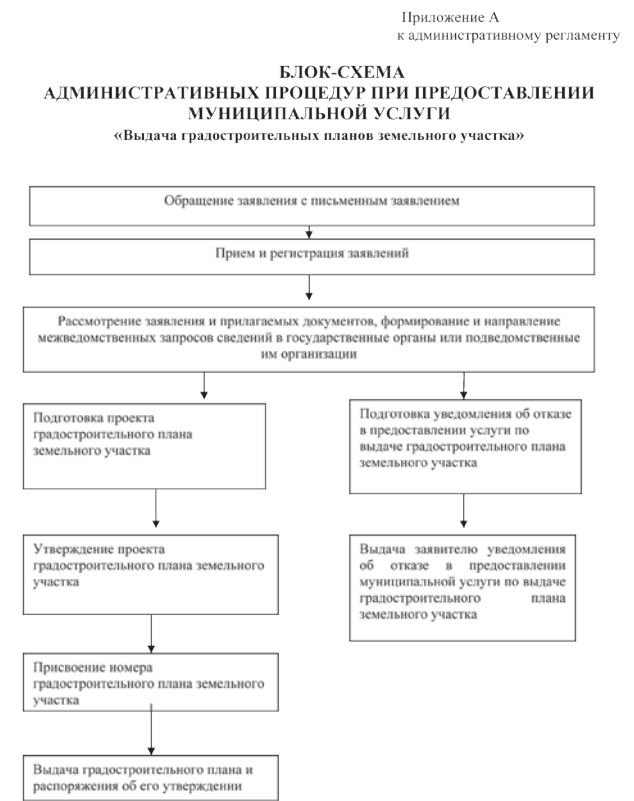 Приложение А
к административному регламенту
БЛОК-СХЕМА
АДМИНИСТРАТИВНЫХ ПРОЦЕДУР ПРИ ПРЕДОСТАВЛЕНИИ
МУНИЦИПАЛЬНОЙ УСЛУГИ
«Выдача градостроительных планов земельного участка»
Обращение заявления с письменным заявлением
Прием и регистрация заявлений
Рассмотрение заявления и прилагаемых документов, формирование и направление
межведомственных запросов сведений в государственные органы или подведомственные
им организации
Подготовка проекта
градостроительного плана
земельного участка
Подготовка уведомления об отказе
в предоставлении услуги по
выдаче градостроительного плана
земельного участка
Утверждение проекта
градостроительного плана земельного
участка
Выдача заявителю уведомления
об отказе в предоставлении
муниципальной услуги по выдаче
градостроительного плана
земельного участка
Присвоение номера
градостроительного плана земельного
участка
Выдача градостроительного плана и
распоряжения об его утверждении